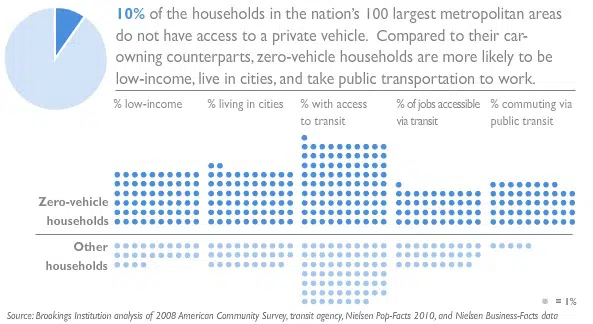 10% of the households in the nation's 100 largest metropolitan areas
do not have access to a private vehicle. Compared to their car-
owning counterparts, zero-vehicle households are more likely to be
low-income, live in cities, and take public transportation to work.
% low-income
% living in cities
% with access
to transit
% of jobs accessible
via transit
% commuting via
public transit
Zero-vehicle
households
Other
households
= 1%
Source: Brookings Institution analysis of 2008 American Community Survey, transit agency, Nielsen Pop-Facts 2010, and Nielsen Business-Facts data